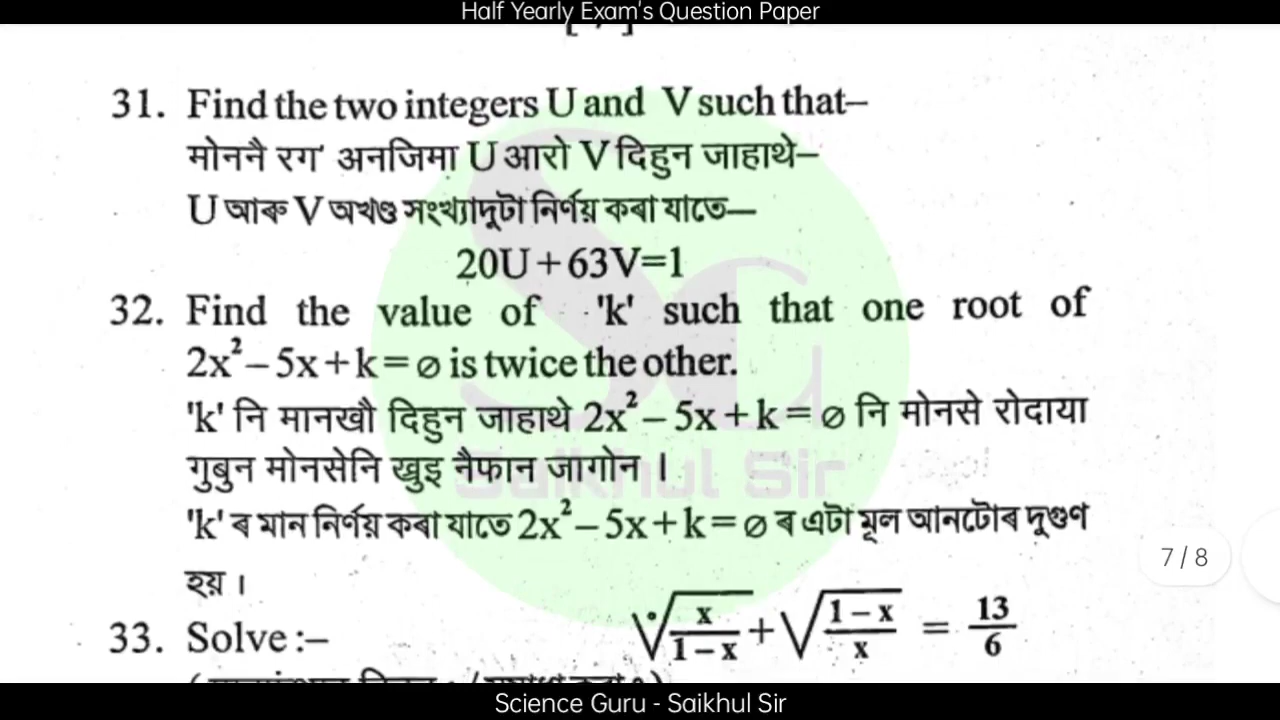 Half Yearly Exam's Question Paper
31. Find the two integers U and V such that–
मोननै रग' अनजिमा U आरो V दिहुन जाहाथे–
U আৰু V অখণ্ড সংখ্যাদুটা নিৰ্ণয় কৰা যাতে—
20U+63V=1
32. Find the value of 'k' such that one root of
2x²–5x+k=ø is twice the other.
'k' नि मानखौ दिहुन जाहाथे 2x²–5x+k=ø नि मोनसे रोदाया
गुबुन मोनसेनि खुइ नैफान जागोन ।
'k' ৰ মান নিৰ্ণয় কৰা যাতে 2x²–5x+k=ø ৰ এটা মূল আনটোৰ দুগুণ
হয় ।
7 / 8
33. Solve :– √(x/(1–x)) + √((1–x)/x) = 13/6
Saikhul Sir
Science Guru - Saikhul Sir